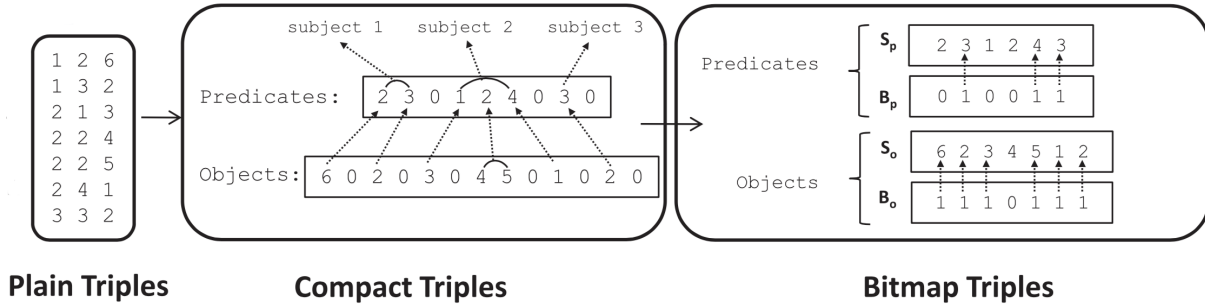 1 2 6
1 3 2
2 1 3
2 2 4
2 2 5
2 4 1
3 3 2
Plain Triples
subject 1 subject 2 subject 3
Predicates: 2 3 0 1 2 4 0 3 0
Objects: 6 0 2 0 3 0 4 5 0 1 0 2 0
Compact Triples
Predicates
Sp 2 3 1 2 4 3
Bp 0 1 0 0 1 1
Objects
So 6 2 3 4 5 1 2
Bo 1 1 1 0 1 1 1
Bitmap Triples